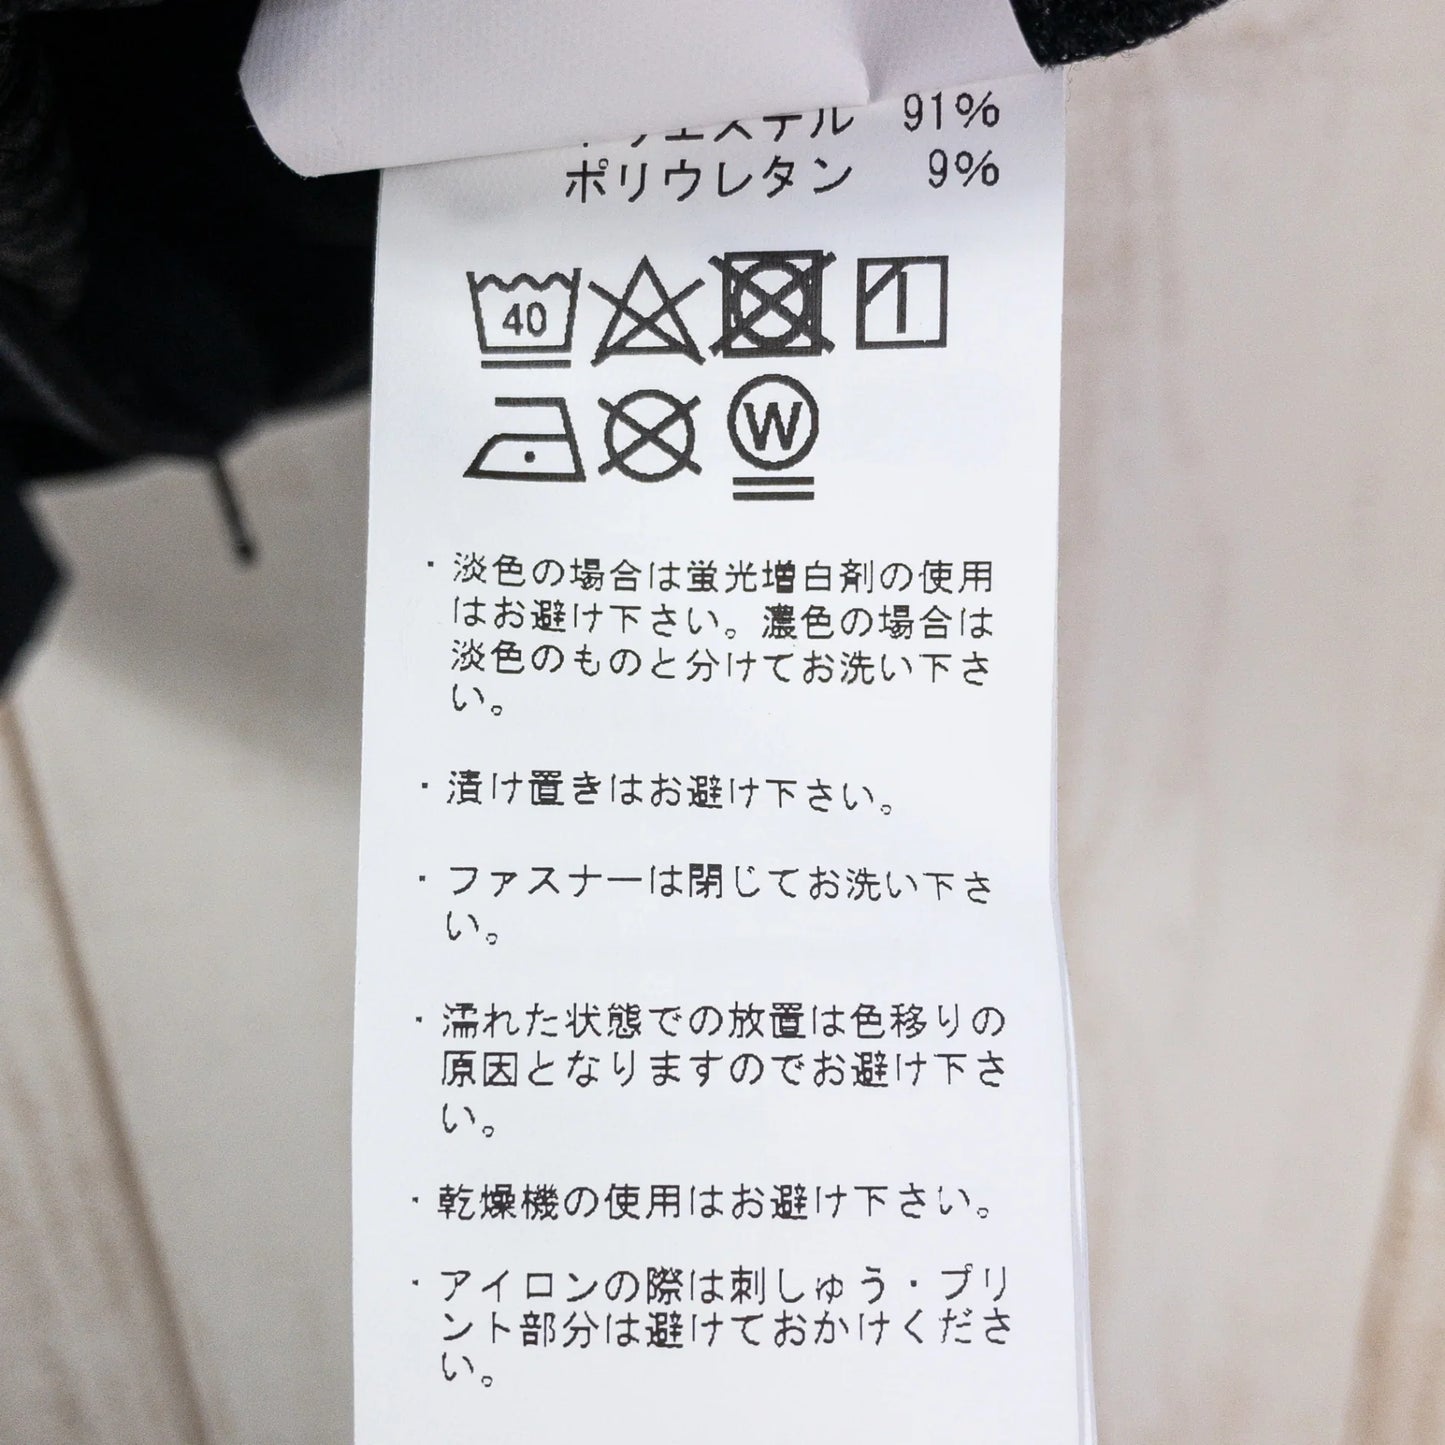 ポリエステル 91%
ポリウレタン 9%
40
W
・淡色の場合は蛍光増白剤の使用
はお避け下さい。濃色の場合は
淡色のものと分けてお洗い下さ
い。
・漬け置きはお避け下さい。
・ファスナーは閉じてお洗い下さ
い。
・濡れた状態での放置は色移りの
原因となりますのでお避け下さ
い。
・乾燥機の使用はお避け下さい。
・アイロンの際は刺しゅう・プリ
ント部分は避けておかけくださ
い。